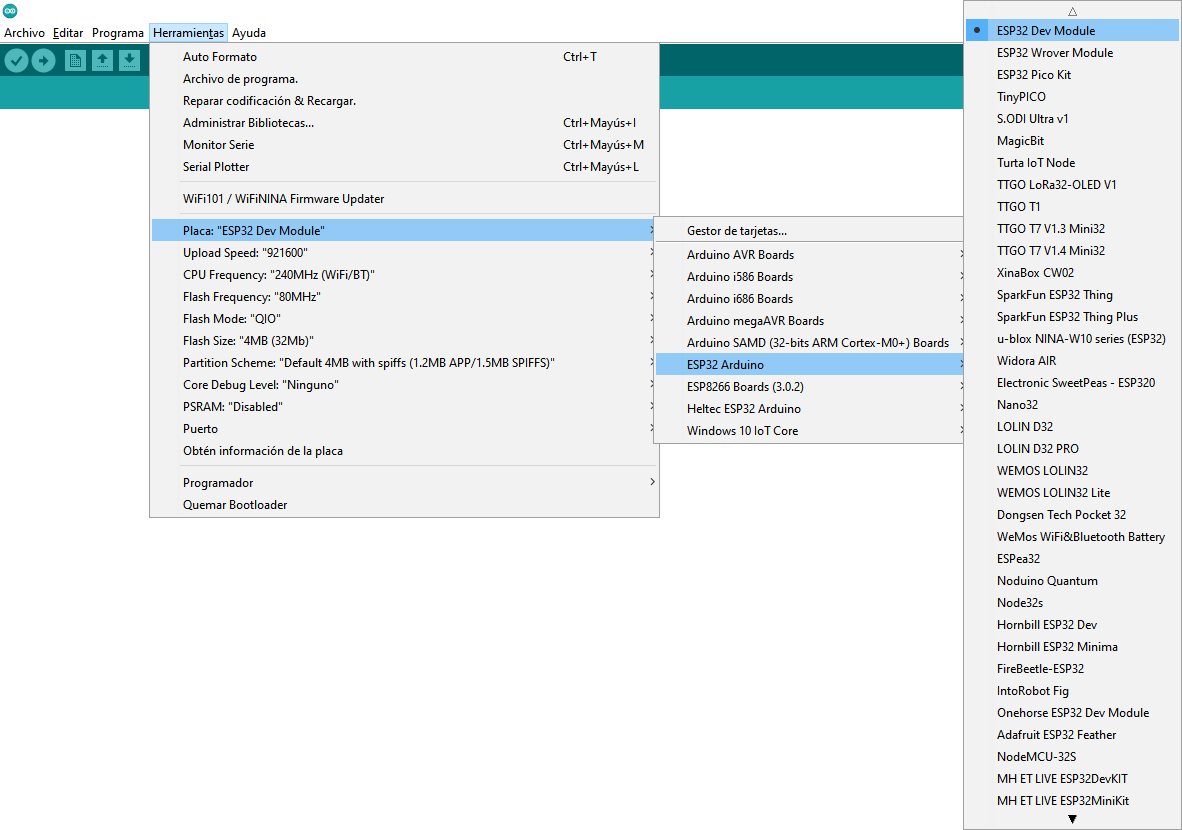 Archivo Editar Programa Herramientas Ayuda
Auto Formato Ctrl+T
Archivo de programa.
Reparar codificación & Recargar.
Administrar Bibliotecas... Ctrl+Mayús+I
Monitor Serie Ctrl+Mayús+M
Serial Plotter Ctrl+Mayús+L
WiFi101 / WiFiNINA Firmware Updater
Placa: "ESP32 Dev Module"
Upload Speed: "921600"
CPU Frequency: "240MHz (WiFi/BT)"
Flash Frequency: "80MHz"
Flash Mode: "QIO"
Flash Size: "4MB (32Mb)"
Partition Scheme: "Default 4MB with spiffs (1.2MB APP/1.5MB SPIFFS)"
Core Debug Level: "Ninguno"
PSRAM: "Disabled"
Puerto
Obtén información de la placa
Programador
Quemar Bootloader
Gestor de tarjetas...
Arduino AVR Boards
Arduino i586 Boards
Arduino i686 Boards
Arduino megaAVR Boards
Arduino SAMD (32-bits ARM Cortex-M0+) Boards
ESP32 Arduino
ESP8266 Boards (3.0.2)
Heltec ESP32 Arduino
Windows 10 IoT Core
ESP32 Dev Module
ESP32 Wrover Module
ESP32 Pico Kit
TinyPICO
S.ODI Ultra v1
MagicBit
Turta IoT Node
TTGO LoRa32-OLED V1
TTGO T1
TTGO T7 V1.3 Mini32
TTGO T7 V1.4 Mini32
XinaBox CW02
SparkFun ESP32 Thing
SparkFun ESP32 Thing Plus
u-blox NINA-W10 series (ESP32)
Widora AIR
Electronic SweetPeas - ESP320
Nano32
LOLIN D32
LOLIN D32 PRO
WEMOS LOLIN32
WEMOS LOLIN32 Lite
Dongsen Tech Pocket 32
WeMos WiFi&Bluetooth Battery
ESPea32
Noduino Quantum
Node32s
Hornbill ESP32 Dev
Hornbill ESP32 Minima
FireBeetle-ESP32
IntoRobot Fig
Onehorse ESP32 Dev Module
Adafruit ESP32 Feather
NodeMCU-32S
MH ET LIVE ESP32DevKIT
MH ET LIVE ESP32MiniKit